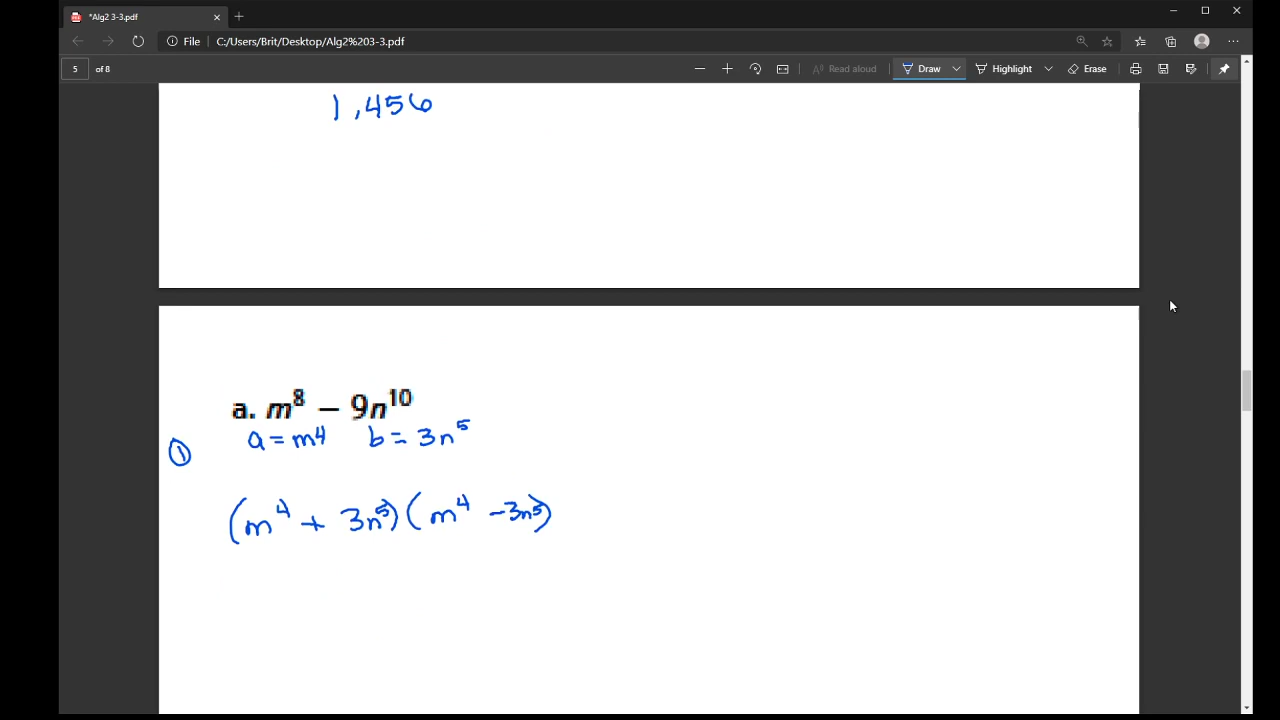 *Alg2 3-3.pdf
File C:/Users/Brit/Desktop/Alg2%203-3.pdf
5 of 8 Read aloud Draw Highlight Erase
1,456
a. m⁸ – 9n¹⁰
① a = m⁴ b = 3n⁵
(m⁴ + 3n⁵)(m⁴ - 3n⁵)